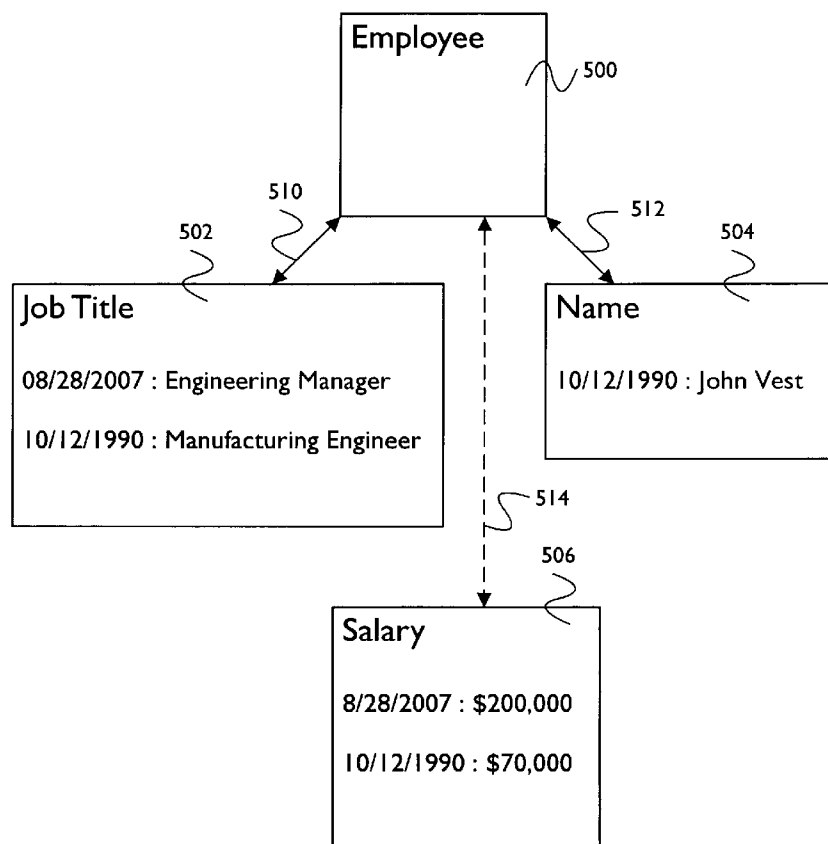 Employee
500
510
512
502
504
Job Title
08/28/2007 : Engineering Manager
10/12/1990 : Manufacturing Engineer
Name
10/12/1990 : John Vest
514
506
Salary
8/28/2007 : $200,000
10/12/1990 : $70,000